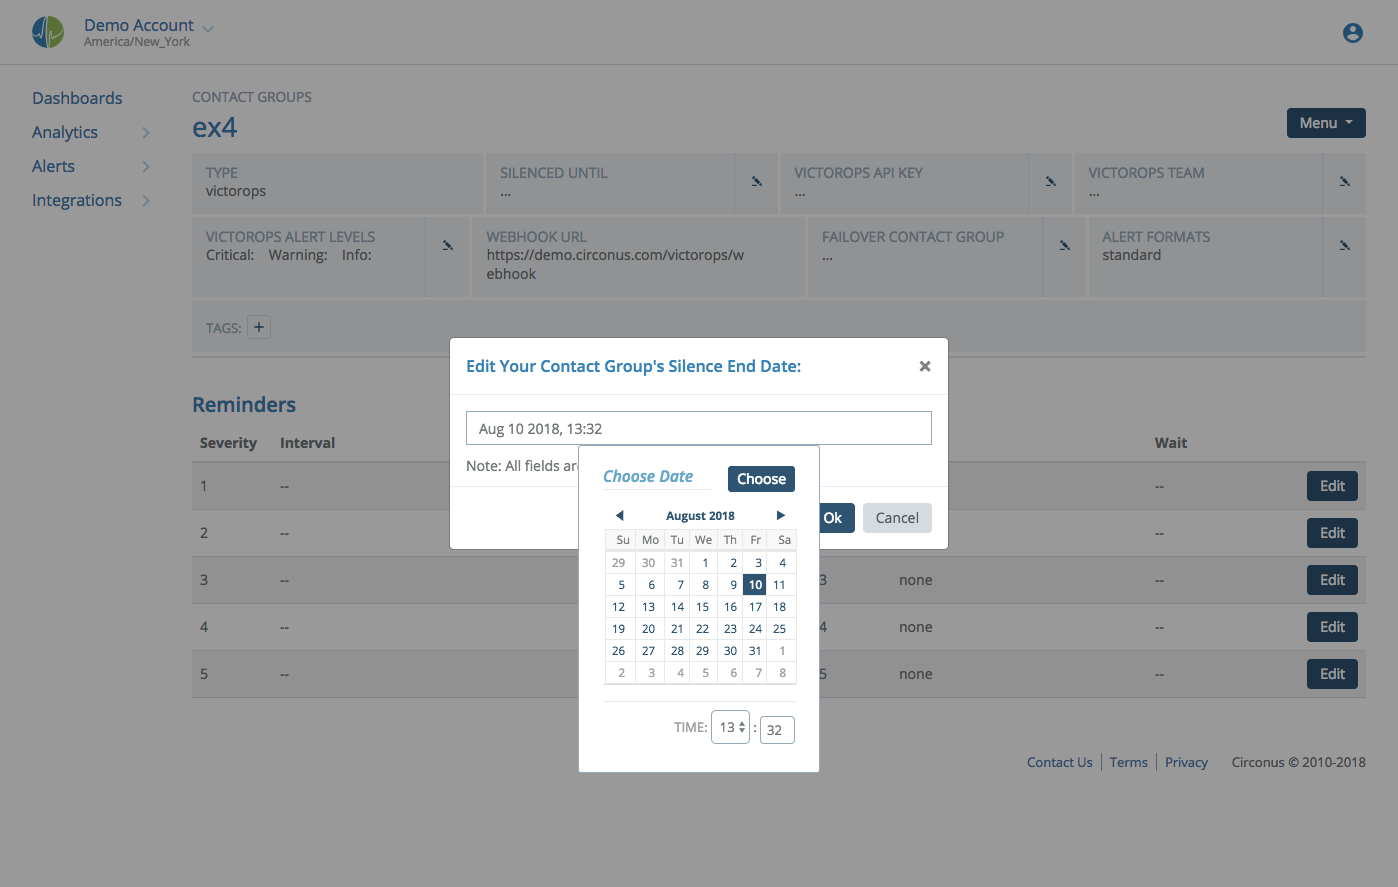 Demo Account
America/New_York
Dashboards
Analytics
Alerts
Integrations
CONTACT GROUPS
ex4
Menu
TYPE
victorops
SILENCED UNTIL
...
VICTOROPS API KEY
...
VICTOROPS TEAM
...
VICTOROPS ALERT LEVELS
Critical: Warning: Info:
WEBHOOK URL
https://demo.circonus.com/victorops/w
ebhook
FAILOVER CONTACT GROUP
...
ALERT FORMATS
standard
TAGS: +
Edit Your Contact Group's Silence End Date:
×
Aug 10 2018, 13:32
Note: All fields
Ok
Cancel
Choose Date
Choose
August 2018
Su Mo Tu We Th Fr Sa
29 30 31 1 2 3 4
5 6 7 8 9 10 11
12 13 14 15 16 17 18
19 20 21 22 23 24 25
26 27 28 29 30 31 1
2 3 4 5 6 7 8
TIME: 13 : 32
Reminders
Severity Interval Wait
1 -- -- Edit
2 -- -- Edit
3 -- 3 none -- Edit
4 -- 4 none -- Edit
5 -- 5 none -- Edit
Contact Us Terms Privacy Circonus © 2010-2018